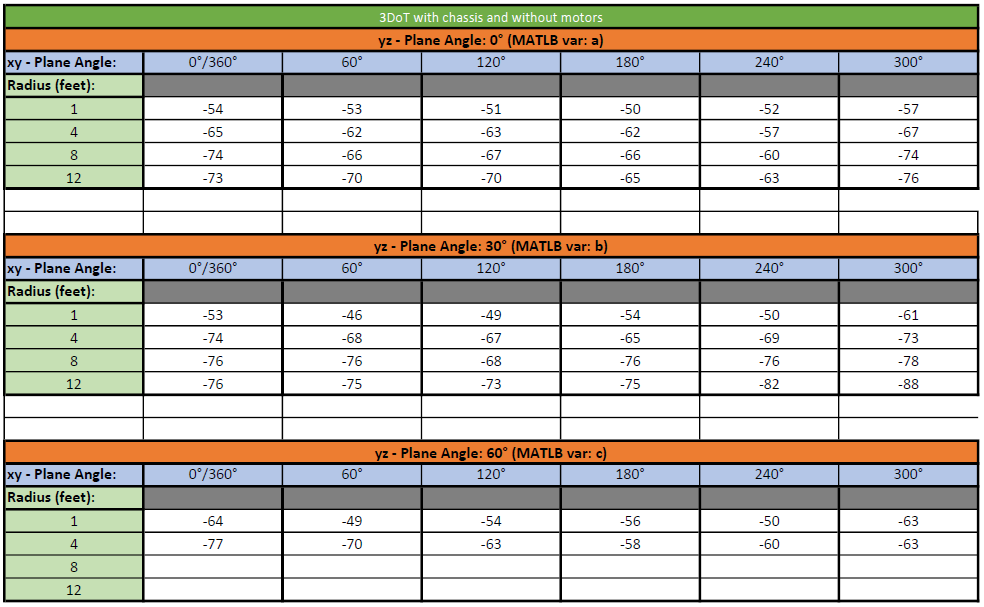 3DoT with chassis and without motors
yz - Plane Angle: 0° (MATLB var: a)
xy - Plane Angle: 0°/360° 60° 120° 180° 240° 300°
Radius (feet):
1 -54 -53 -51 -50 -52 -57
4 -65 -62 -63 -62 -57 -67
8 -74 -66 -67 -66 -60 -74
12 -73 -70 -70 -65 -63 -76
yz - Plane Angle: 30° (MATLB var: b)
xy - Plane Angle: 0°/360° 60° 120° 180° 240° 300°
Radius (feet):
1 -53 -46 -49 -54 -50 -61
4 -74 -68 -67 -65 -69 -73
8 -76 -76 -68 -76 -76 -78
12 -76 -75 -73 -75 -82 -88
yz - Plane Angle: 60° (MATLB var: c)
xy - Plane Angle: 0°/360° 60° 120° 180° 240° 300°
Radius (feet):
1 -64 -49 -54 -56 -50 -63
4 -77 -70 -63 -58 -60 -63
8
12